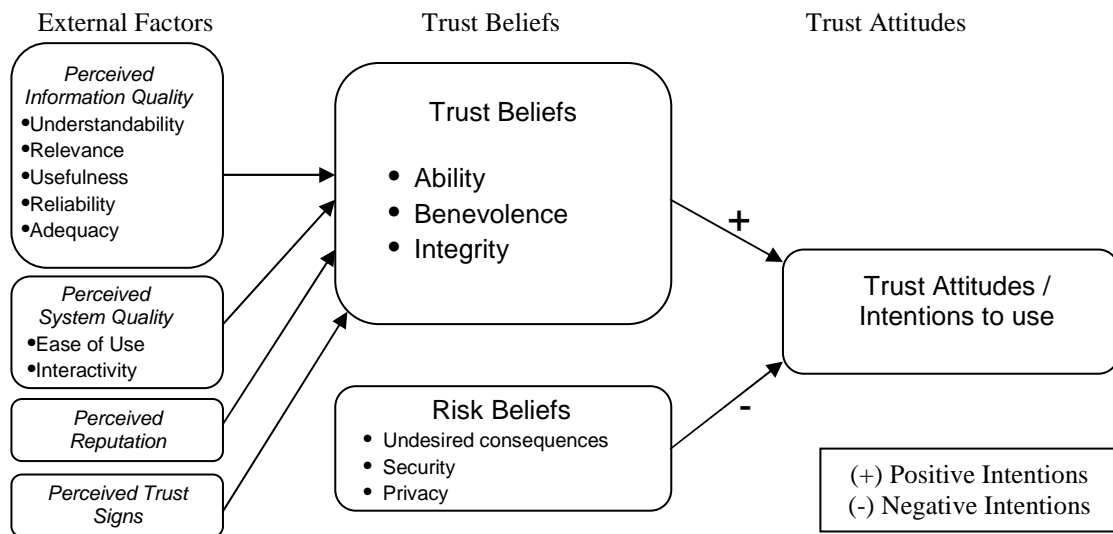 External Factors
Trust Beliefs
Trust Attitudes
Perceived
Information Quality
•Understandability
•Relevance
•Usefulness
•Reliability
•Adequacy
Perceived
System Quality
•Ease of Use
•Interactivity
Perceived
Reputation
Perceived Trust
Signs
Trust Beliefs
• Ability
• Benevolence
• Integrity
Risk Beliefs
• Undesired consequences
• Security
• Privacy
+
-
Trust Attitudes /
Intentions to use
(+) Positive Intentions
(-) Negative Intentions